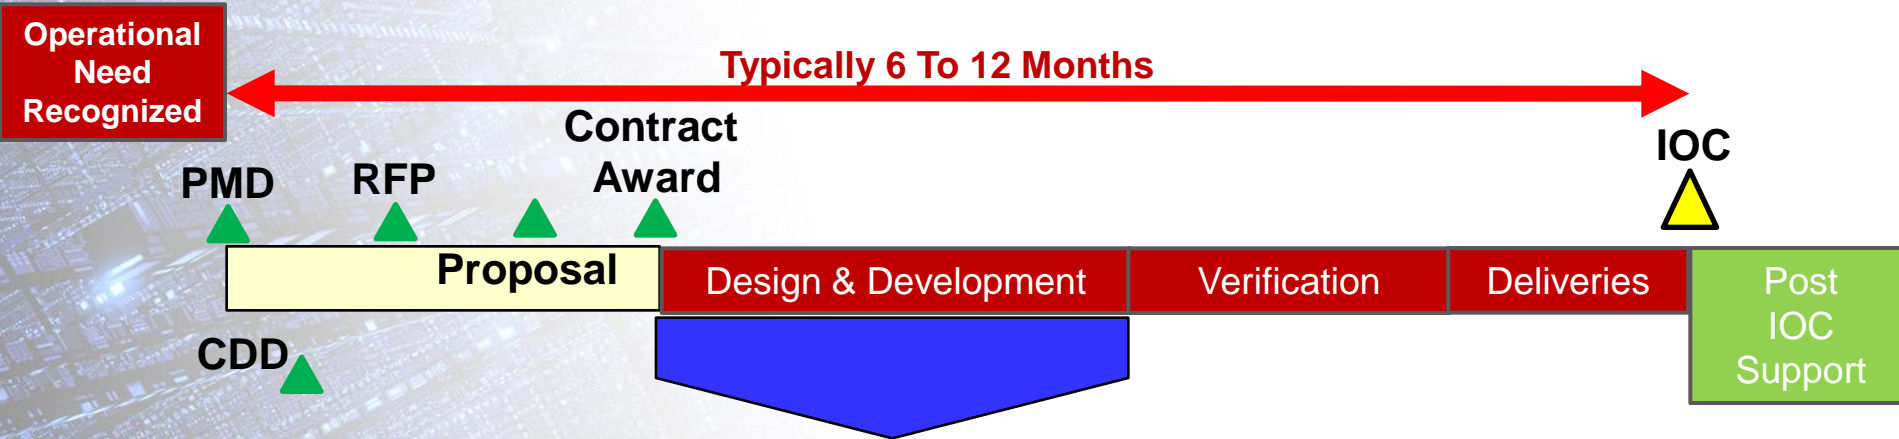 Operational
Need
Recognized
Typically 6 To 12 Months
Contract
Award
IOC
PMD
RFP
Proposal
Design & Development
Verification
Deliveries
Post
IOC
Support
CDD